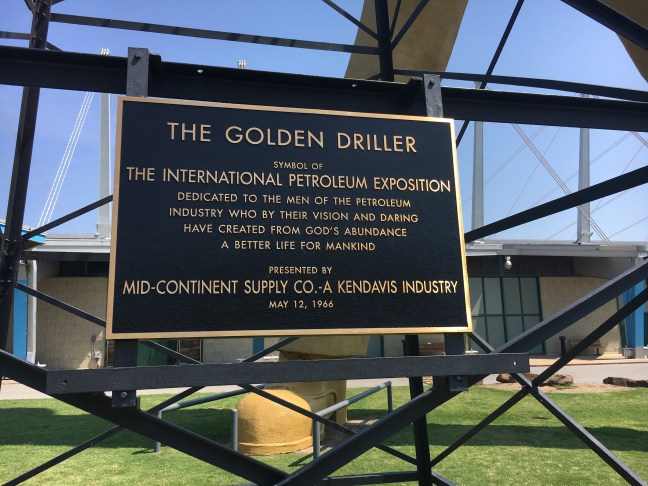 THE GOLDEN DRILLER
SYMBOL OF
THE INTERNATIONAL PETROLEUM EXPOSITION
DEDICATED TO THE MEN OF THE PETROLEUM
INDUSTRY WHO BY THEIR VISION AND DARING
HAVE CREATED FROM GOD'S ABUNDANCE
A BETTER LIFE FOR MANKIND
PRESENTED BY
MID-CONTINENT SUPPLY CO.-A KENDAVIS INDUSTRY
MAY 12, 1966